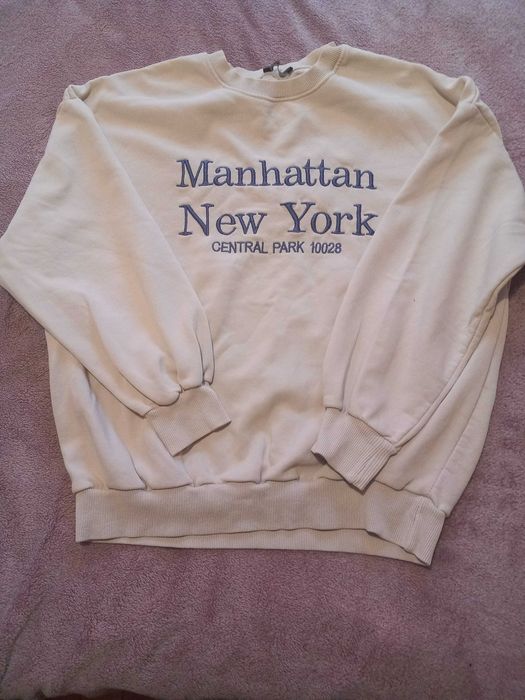 Manhattan
New York
CENTRAL PARK 10028